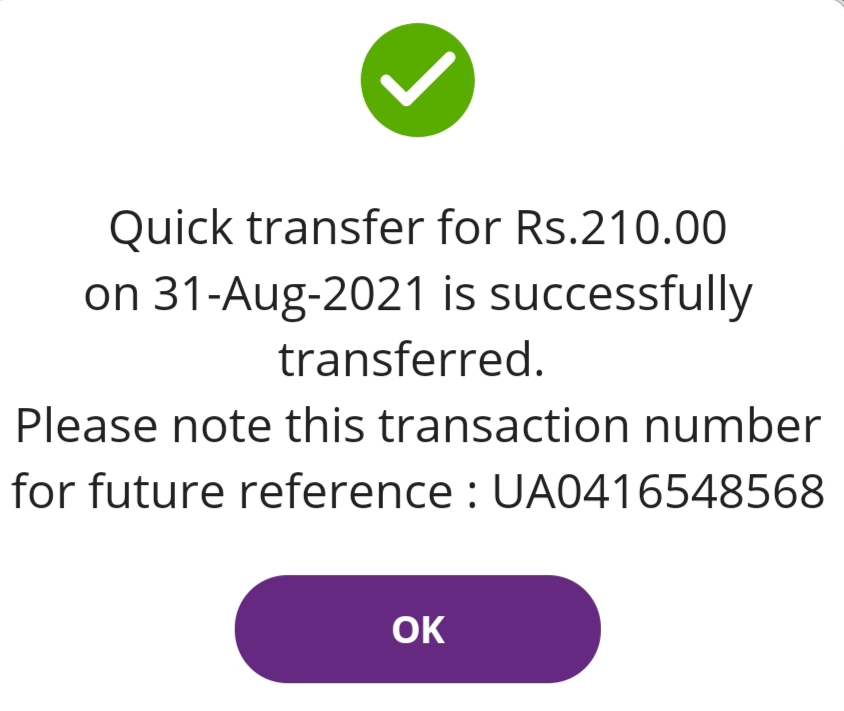 Quick transfer for Rs.210.00
on 31-Aug-2021 is successfully
transferred.
Please note this transaction number
for future reference : UA0416548568
OK